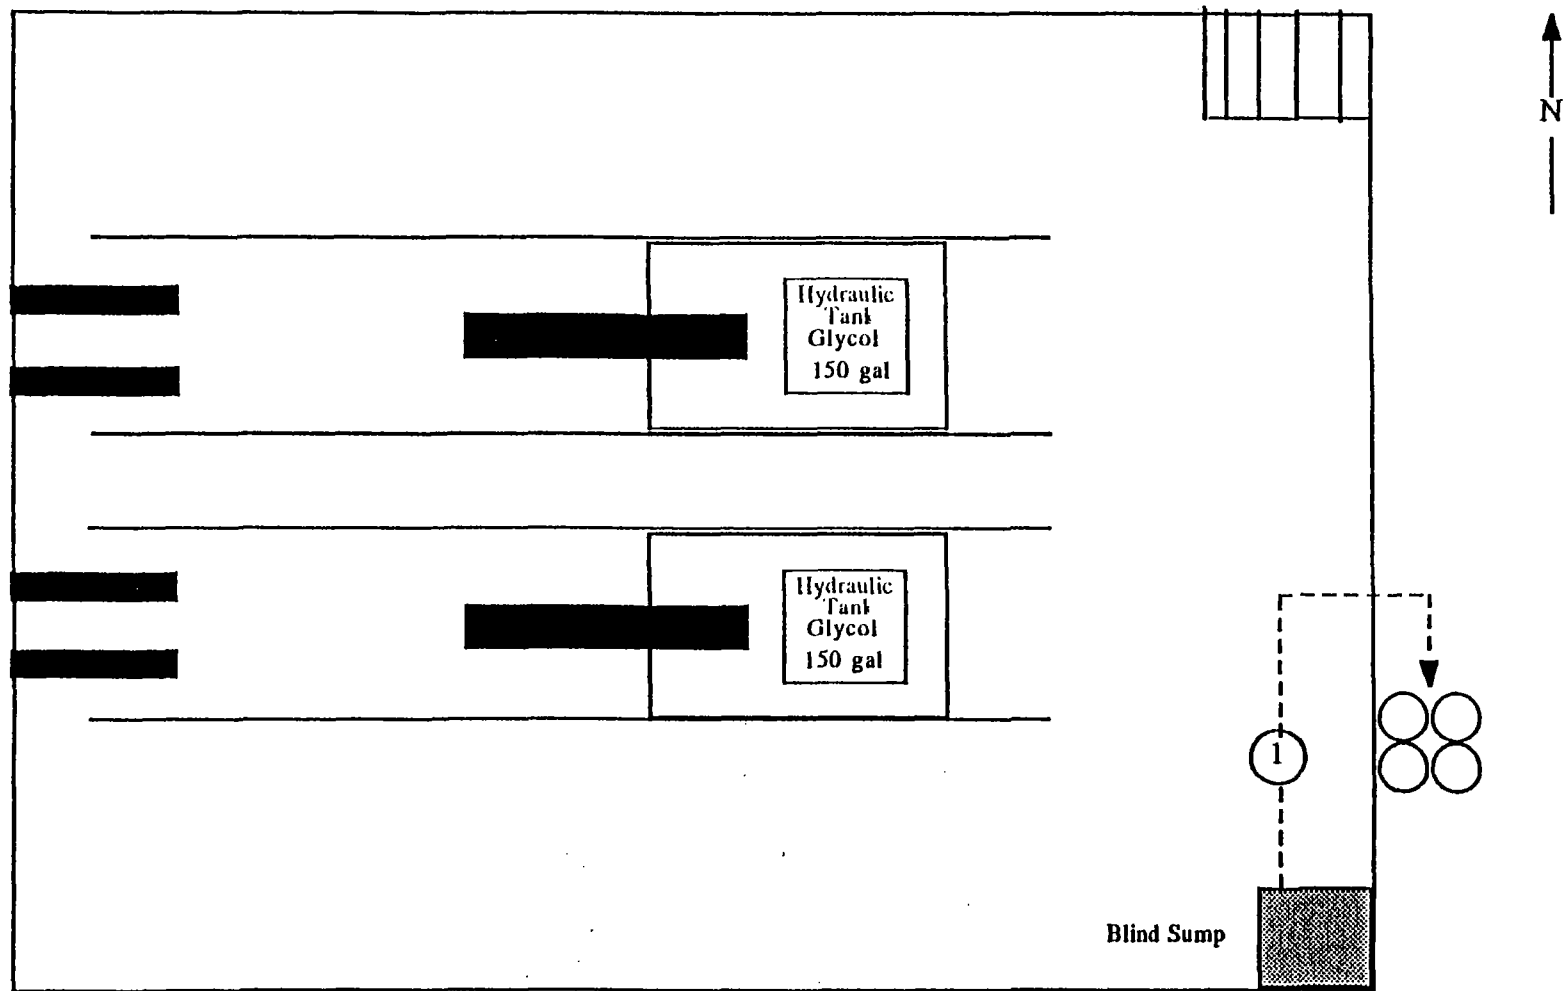 N
Hydraulic
Tank
Glycol
150 gal
Hydraulic
Tank
Glycol
150 gal
1
Blind Sump